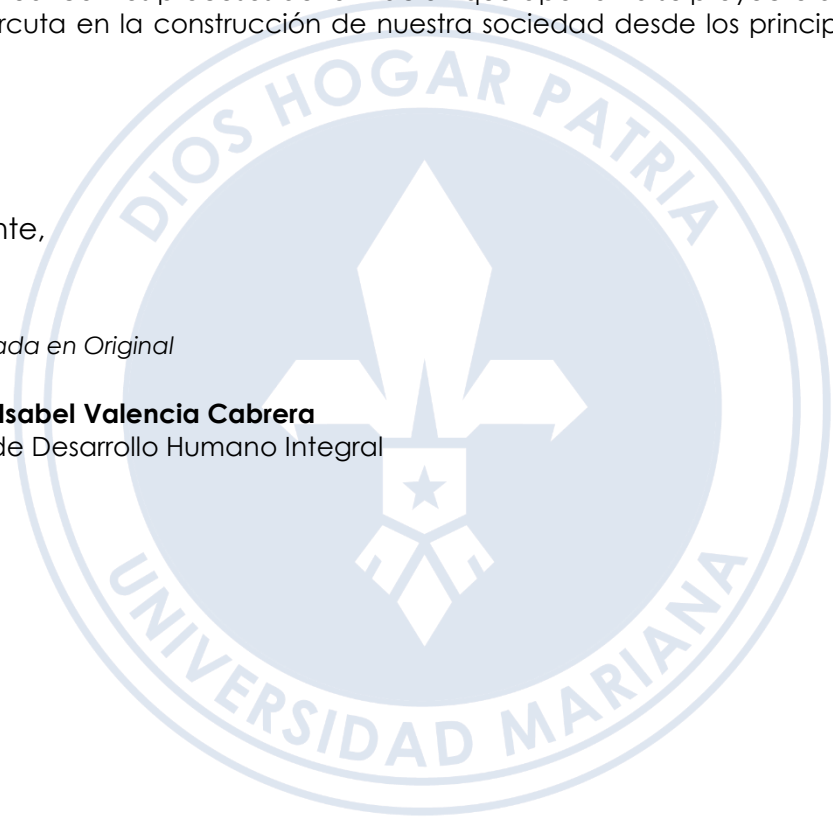 rcuta en la construcción de nuestra sociedad desde los princip
DIOS HOGAR PATRIA
nte,
ada en Original
Isabel Valencia Cabrera
de Desarrollo Humano Integral
UNIVERSIDAD MARIANA